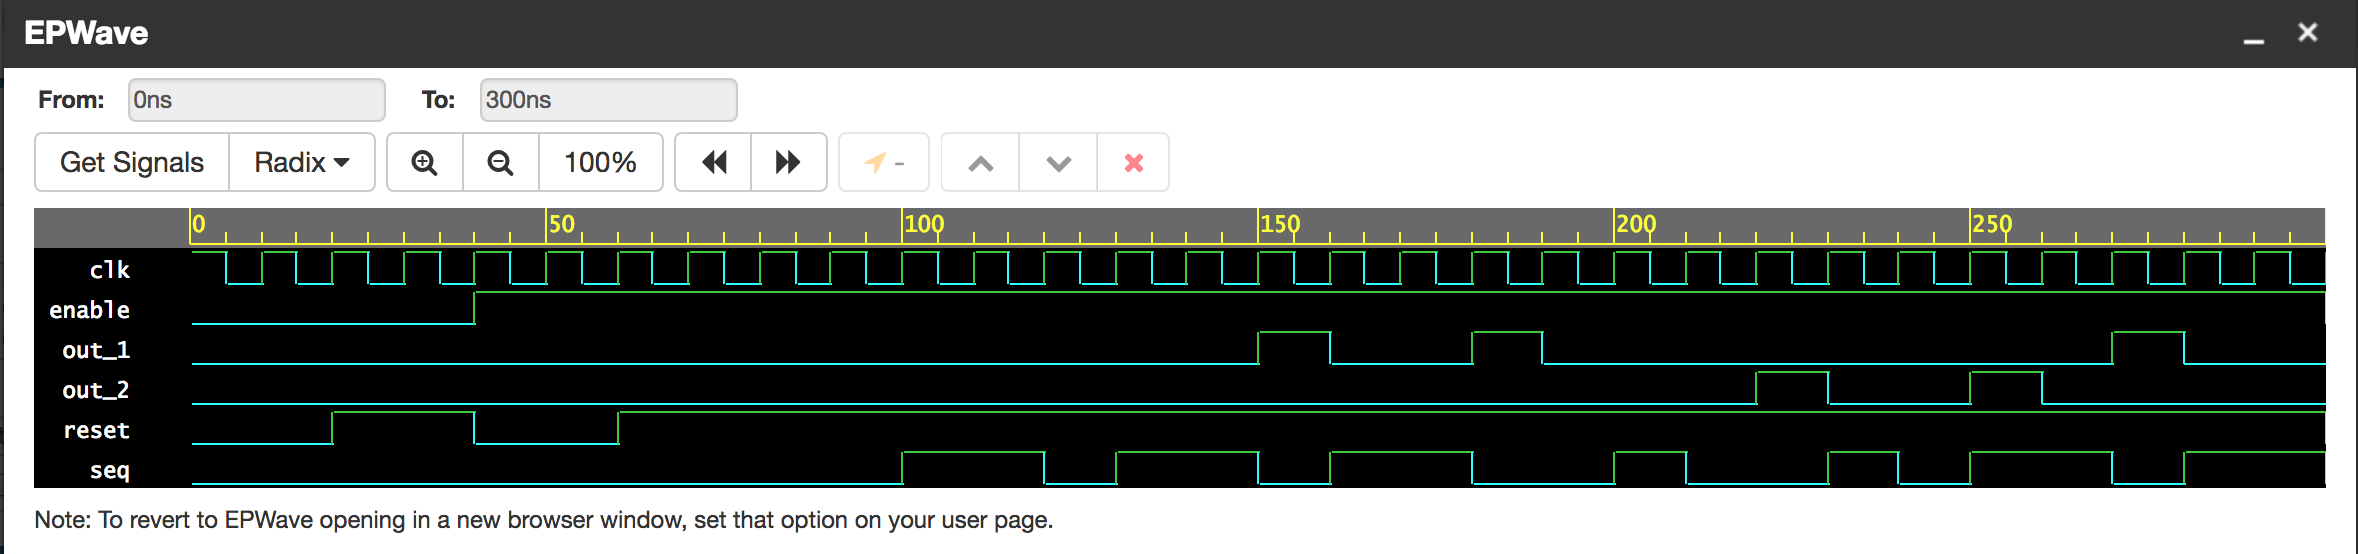 EPWave
From: 0ns To: 300ns
Get Signals Radix 100% -
0 50 100 150 200 250
clk
enable
out_1
out_2
reset
seq
Note: To revert to EPWave opening in a new browser window, set that option on your user page.